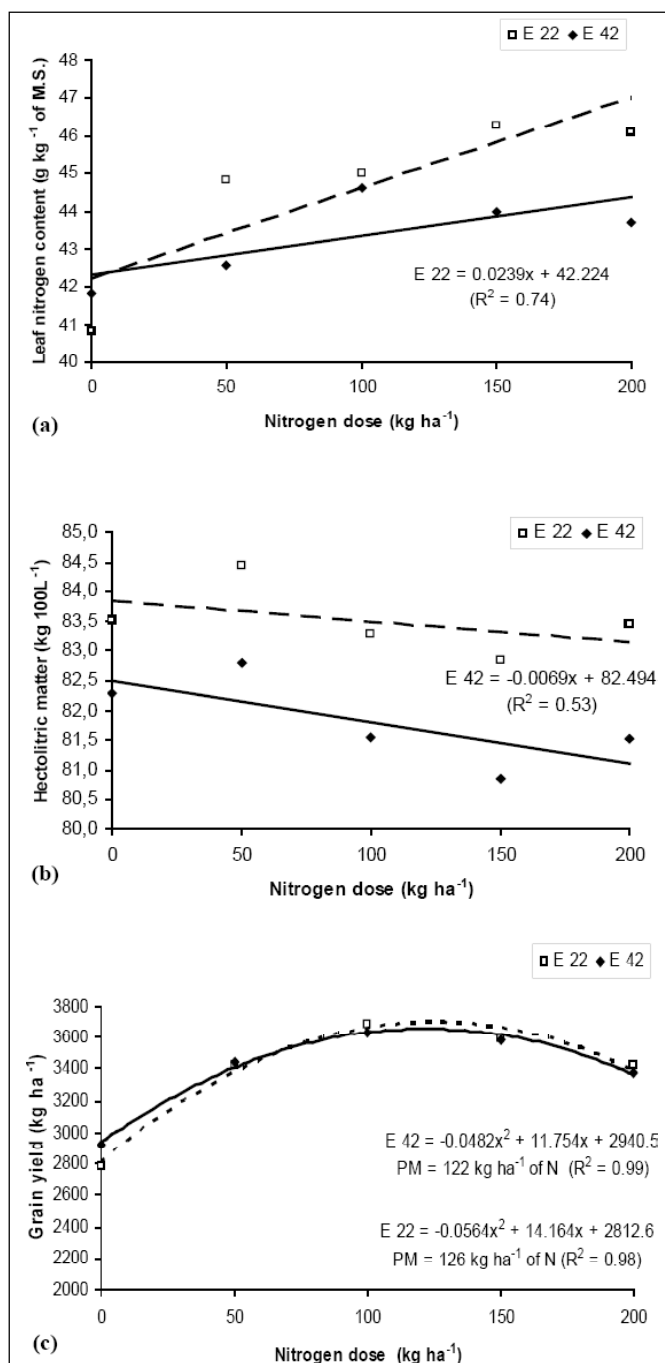 E 22 E 42
47
46
45
44
43
42
41
40
Leaf nitrogen content (g kg⁻¹ of M.S.)
E 22 = 0.0239x + 42.224
(R² = 0.74)
0 50 100 150 200
Nitrogen dose (kg ha⁻¹)
(a)
E 22 E 42
85,0
84,5
84,0
83,5
83,0
82,5
82,0
81,5
81,0
80,5
80,0
Hectolitric matter (kg 100L⁻¹)
E 42 = -0.0069x + 82.494
(R² = 0.53)
0 50 100 150 200
Nitrogen dose (kg ha⁻¹)
(b)
E 22 E 42
3800
3600
3400
3200
3000
2800
2600
2400
2200
2000
Grain yield (kg ha⁻¹)
E 42 = -0.0482x² + 11.754x + 2940.5
PM = 122 kg ha⁻¹ of N (R² = 0.99)
E 22 = -0.0564x² + 14.164x + 2812.6
PM = 126 kg ha⁻¹ of N (R² = 0.98)
0 50 100 150 200
Nitrogen dose (kg ha⁻¹)
(c)